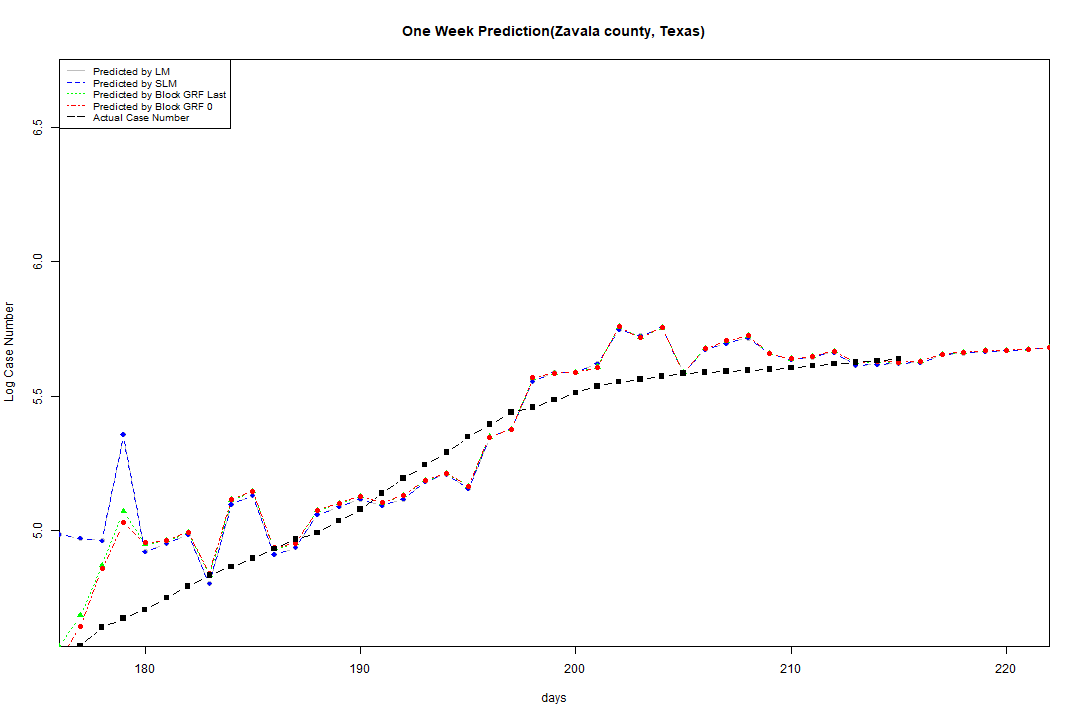 One Week Prediction(Zavala county, Texas)
Predicted by LM
Predicted by SLM
Predicted by Block GRF Last
Predicted by Block GRF 0
Actual Case Number
6.5
6.0
5.5
5.0
Log Case Number
180 190 200 210 220
days